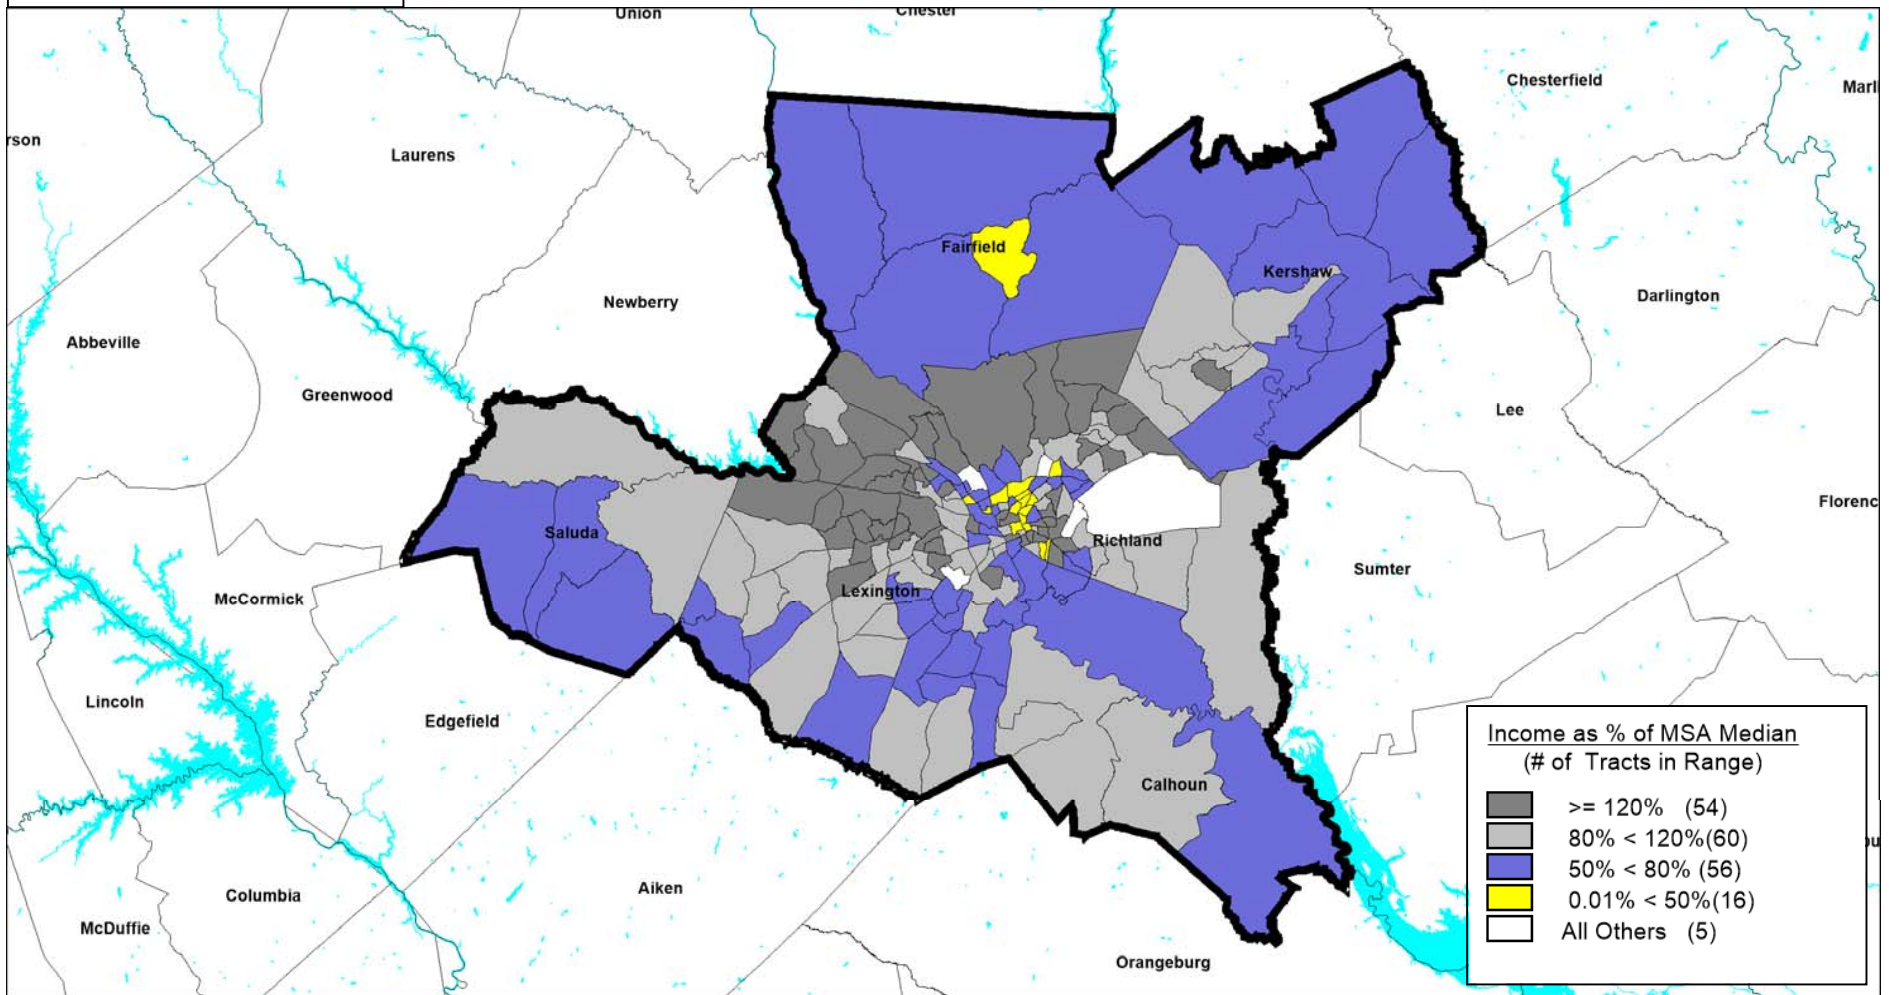 Union
Chester
Chesterfield
Marl
rson
Laurens
Fairfield
Kershaw
Newberry
Darlington
Abbeville
Greenwood
Lee
Florenc
Saluda
Richland
Sumter
McCormick
Lexington
Lincoln
Edgefield
Calhoun
Columbia
Aiken
McDuffie
Orangeburg
Income as % of MSA Median
(# of Tracts in Range)
>= 120% (54)
80% < 120%(60)
50% < 80% (56)
0.01% < 50%(16)
All Others (5)